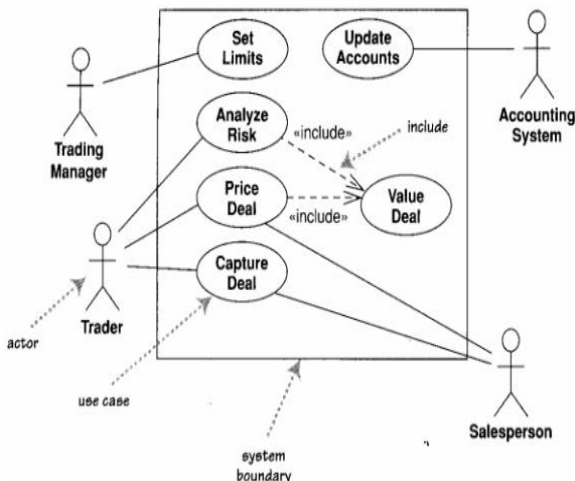 Set
Limits
Update
Accounts
Trading
Manager
Analyze
Risk
«include»
include
Accounting
System
Price
Deal
«include»
Value
Deal
Capture
Deal
Trader
actor
use case
Salesperson
system
boundary